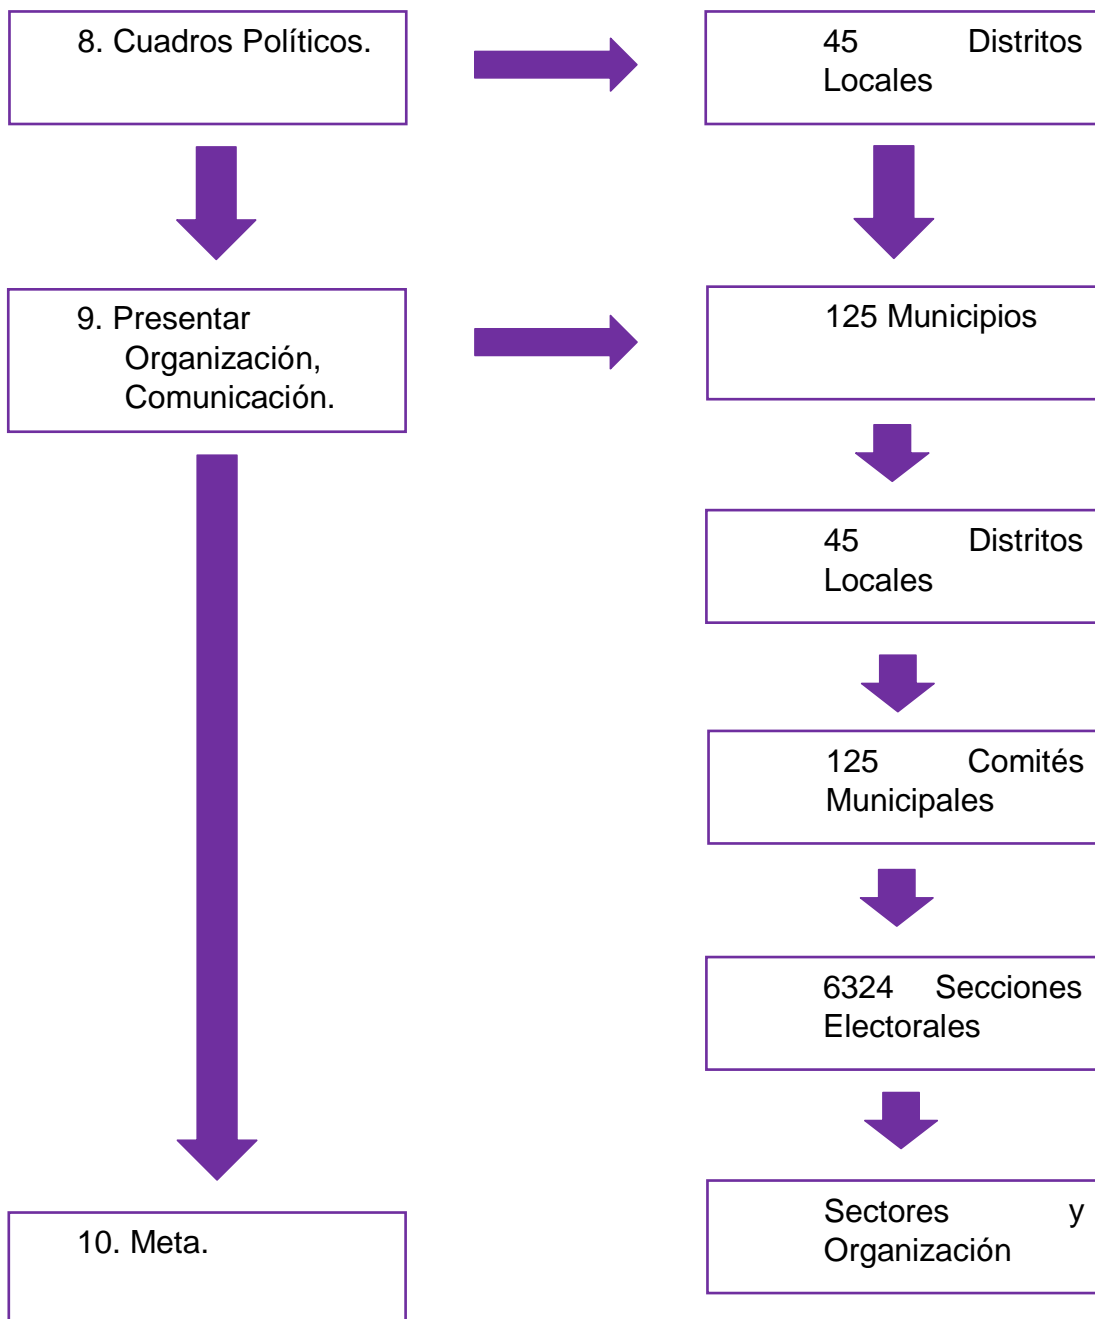 8. Cuadros Políticos.
45 Distritos
Locales
9. Presentar
Organización,
Comunicación.
125 Municipios
45 Distritos
Locales
125 Comités
Municipales
6324 Secciones
Electorales
10. Meta.
Sectores y
Organización